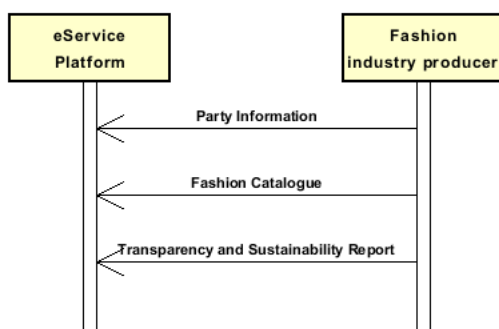 eService
Platform
Fashion
industry producer
Party Information
Fashion Catalogue
Transparency and Sustainability Report